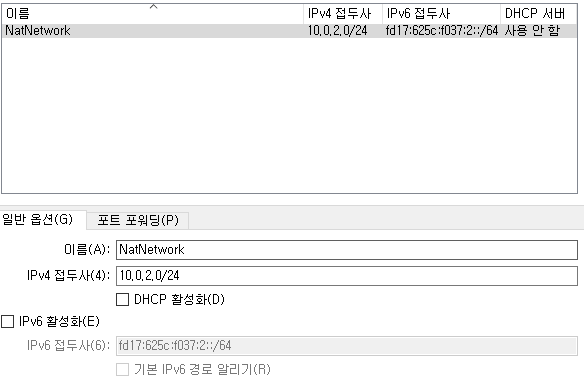 이름 IPv4 접두사 IPv6 접두사 DHCP 서버
NatNetwork 10.0.2.0/24 fd17:625c:f037:2::/64 사용 안 함
일반 옵션(G) 포트 포워딩(P)
이름(A): NatNetwork
IPv4 접두사(4): 10.0.2.0/24
DHCP 활성화(D)
IPv6 활성화(E)
IPv6 접두사(6): fd17:625c:f037:2::/64
기본 IPv6 경로 알리기(R)